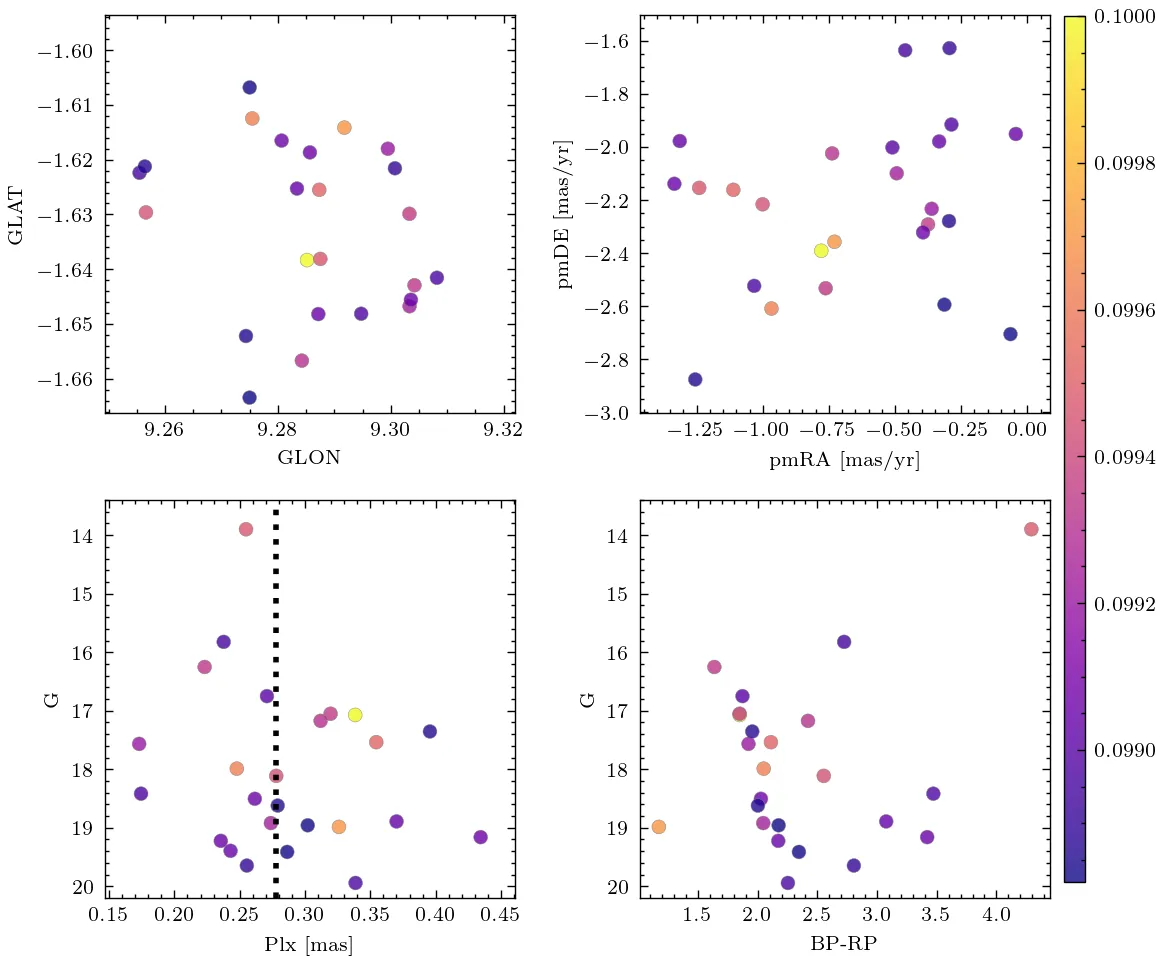 −1.60
−1.61
−1.62
−1.63
−1.64
−1.65
−1.66
GLAT
9.26 9.28 9.30 9.32
GLON
−1.6
−1.8
−2.0
−2.2
−2.4
−2.6
−2.8
−3.0
pmDE [mas/yr]
−1.25 −1.00 −0.75 −0.50 −0.25 0.00
pmRA [mas/yr]
14
15
16
17
18
19
20
G
0.15 0.20 0.25 0.30 0.35 0.40 0.45
Plx [mas]
14
15
16
17
18
19
20
G
1.5 2.0 2.5 3.0 3.5 4.0
BP-RP
0.1000
0.0998
0.0996
0.0994
0.0992
0.0990